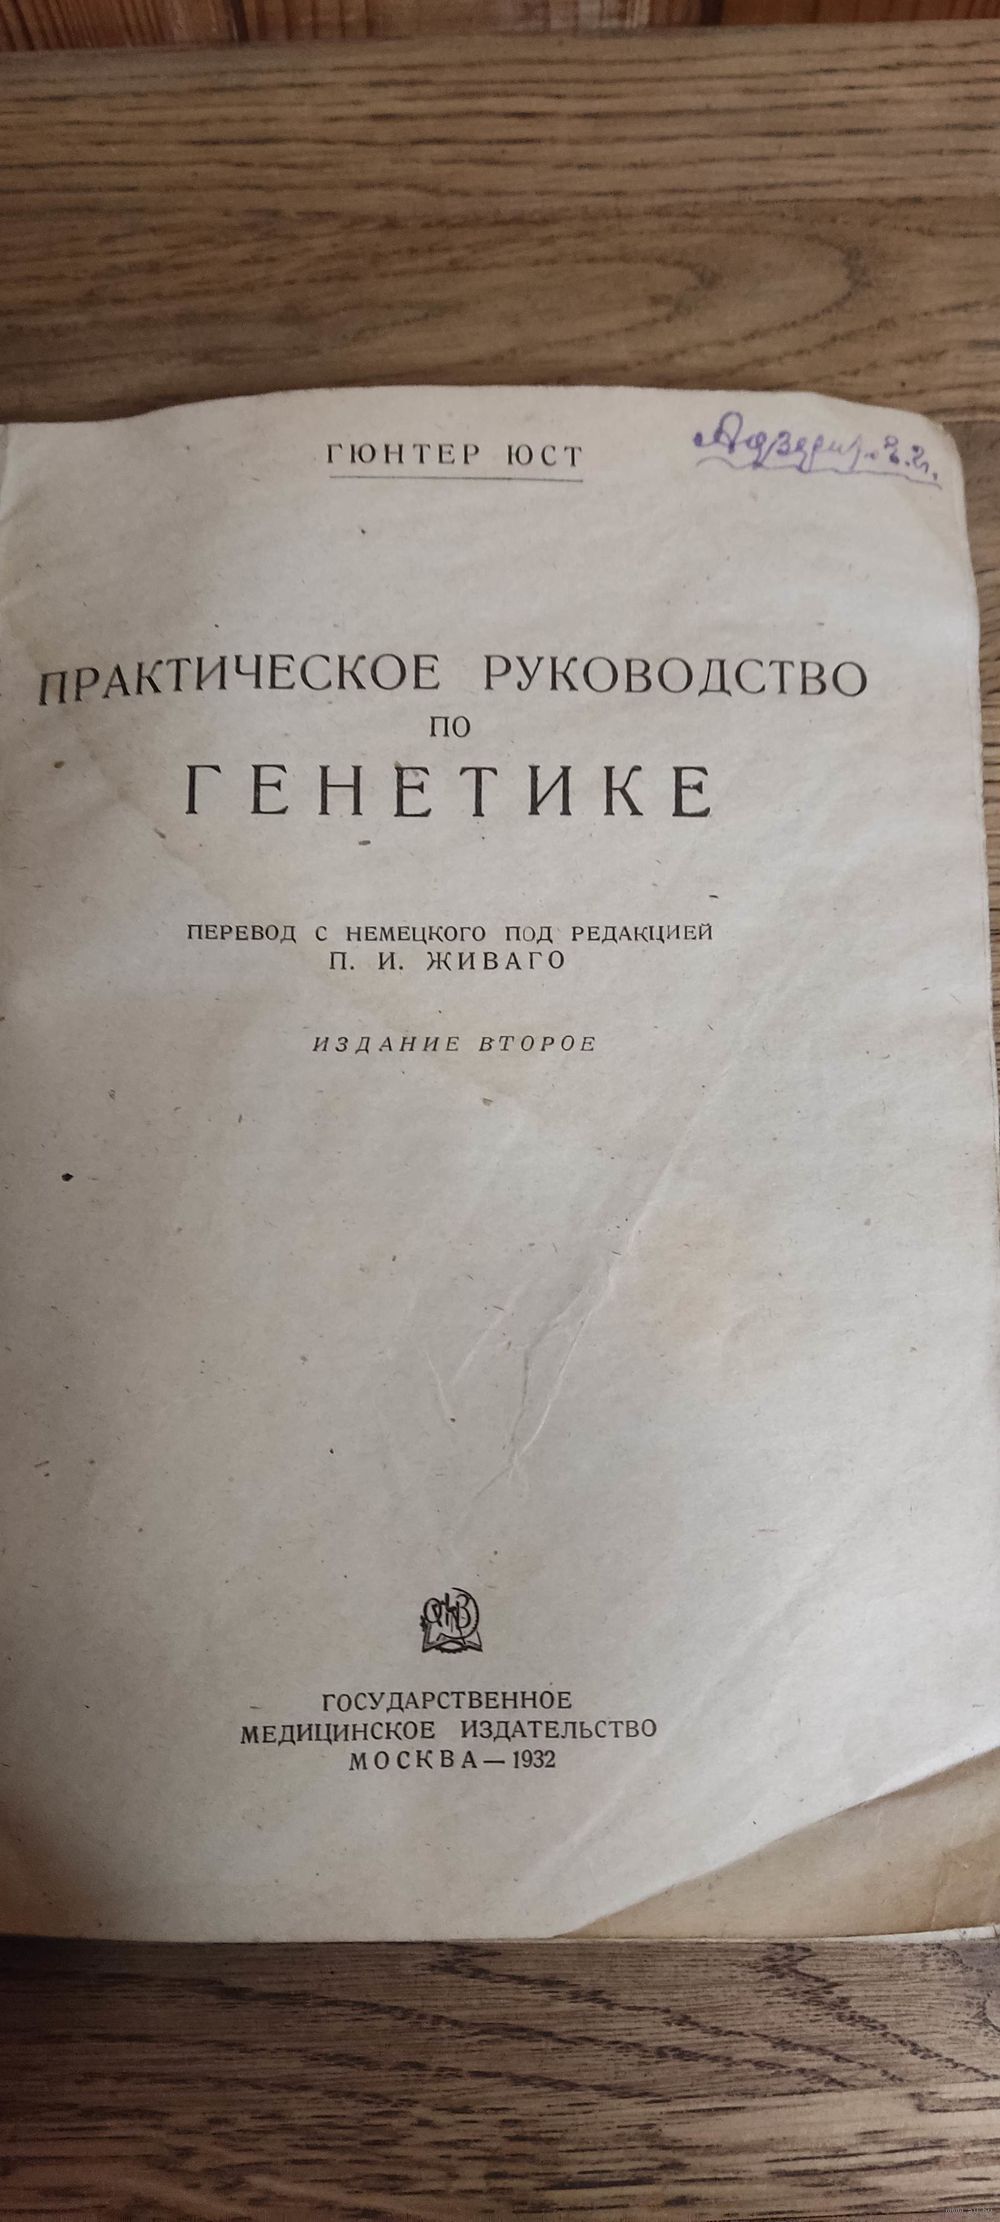 ГЮНТЕР ЮСТ
ПРАКТИЧЕСКОЕ РУКОВОДСТВО
ПО
ГЕНЕТИКЕ
ПЕРЕВОД С НЕМЕЦКОГО ПОД РЕДАКЦИЕЙ
П. И. ЖИВАГО
ИЗДАНИЕ ВТОРОЕ
ГОСУДАРСТВЕННОЕ
МЕДИЦИНСКОЕ ИЗДАТЕЛЬСТВО
МОСКВА — 1932